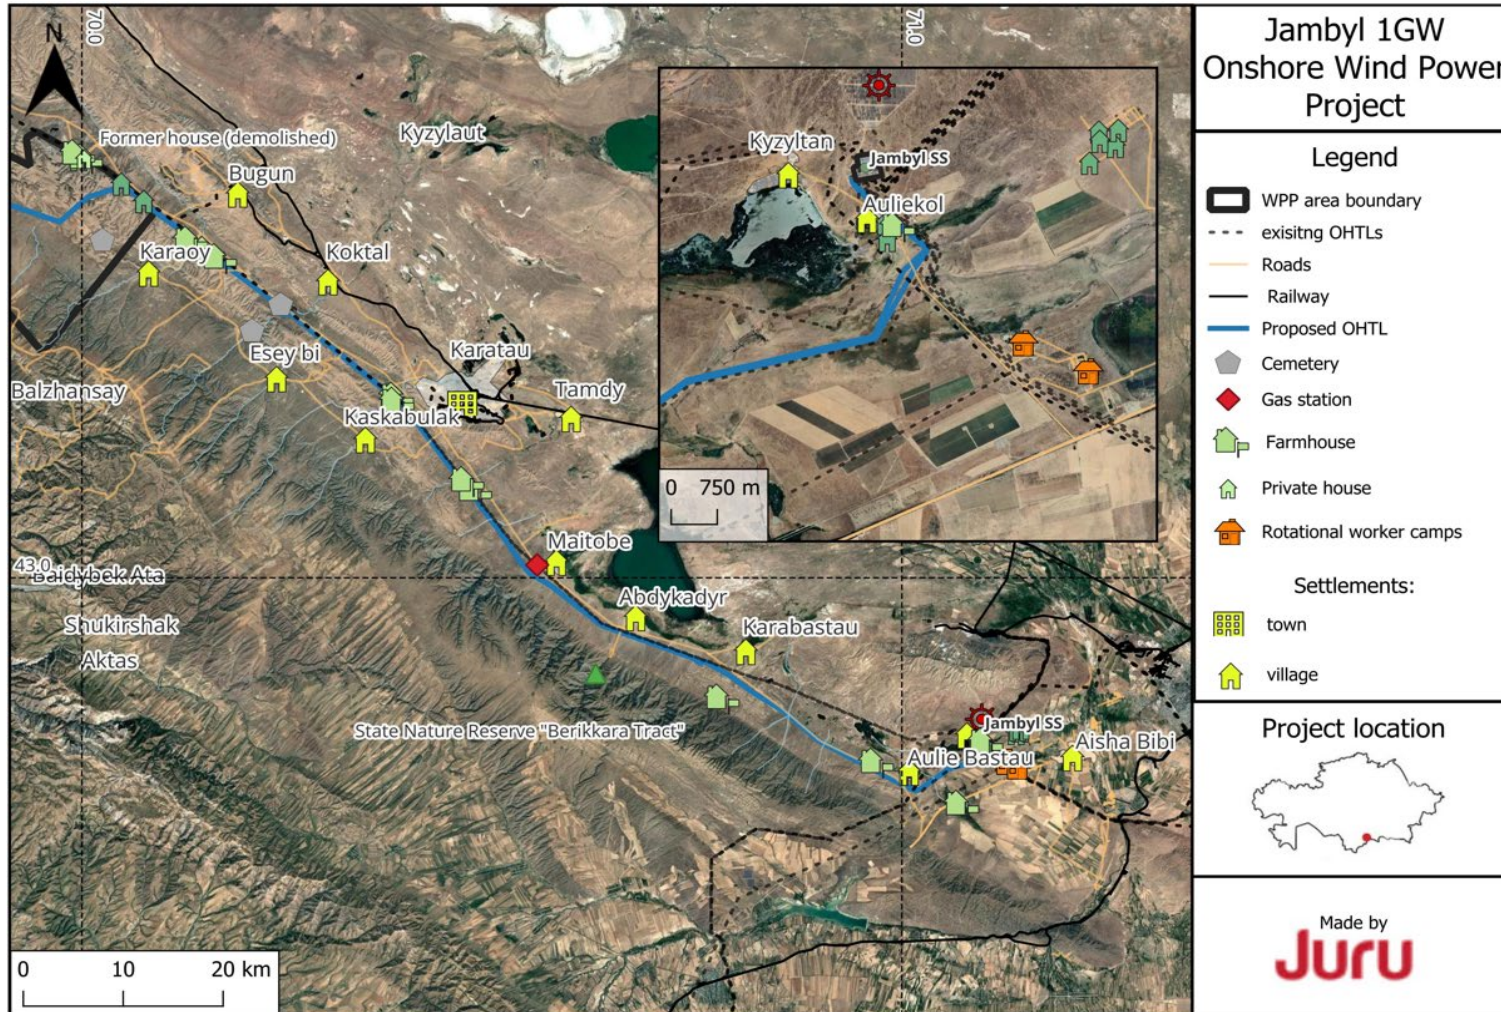 N
70.0
71.0
Former house (demolished)
Kyzylaut
Bugun
Karaoy
Koktal
Esey bi
Karatau
Balzhansay
Tamdy
Kaskabulak
Maitobe
43.0
Baidybek Ata
Abdykadyr
Shukirshak
Karabastau
Aktas
State Nature Reserve "Berikkara Tract"
Jambyl SS
Aulie Bastau
Aisha Bibi
0 10 20 km
Kyzyltan
Jambyl SS
Auliekol
0 750 m
Jambyl 1GW
Onshore Wind Power
Project
Legend
WPP area boundary
exisitng OHTLs
Roads
Railway
Proposed OHTL
Cemetery
Gas station
Farmhouse
Private house
Rotational worker camps
Settlements:
town
village
Project location
Made by
Juru